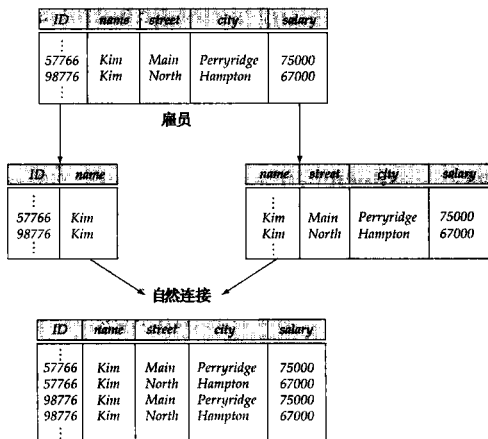 ID name street city salary
⋮
57766 Kim Main Perryridge 75000
98776 Kim North Hampton 67000
⋮
雇员
ID name
⋮
57766 Kim
98776 Kim
⋮
name street city salary
⋮
Kim Main Perryridge 75000
Kim North Hampton 67000
⋮
自然连接
ID name street city salary
⋮
57766 Kim Main Perryridge 75000
57766 Kim North Hampton 67000
98776 Kim Main Perryridge 75000
98776 Kim North Hampton 67000
⋮